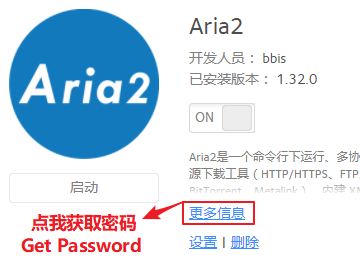 Aria2
Aria2
开发人员： bbis
已安装版本： 1.32.0
ON
Aria2是一个命令行下运行、多协
源下载工具（HTTP/HTTPS、FTP、
BitTorrent、Metalink），内建 XM
启动
更多信息
点我获取密码
Get Password
设置 | 删除